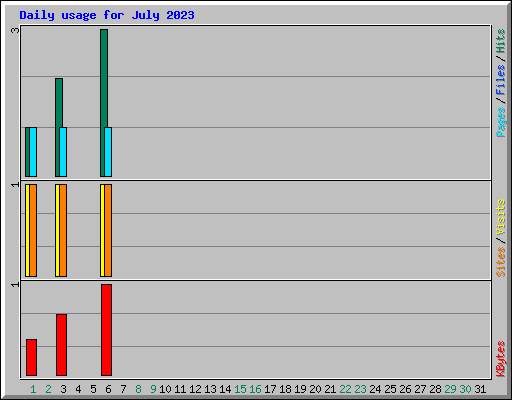 Daily usage for July 2023
3
Pages / Files / Hits
1
Sites / Visits
1
KBytes
1 2 3 4 5 6 7 8 9 10 11 12 13 14 15 16 17 18 19 20 21 22 23 24 25 26 27 28 29 30 31